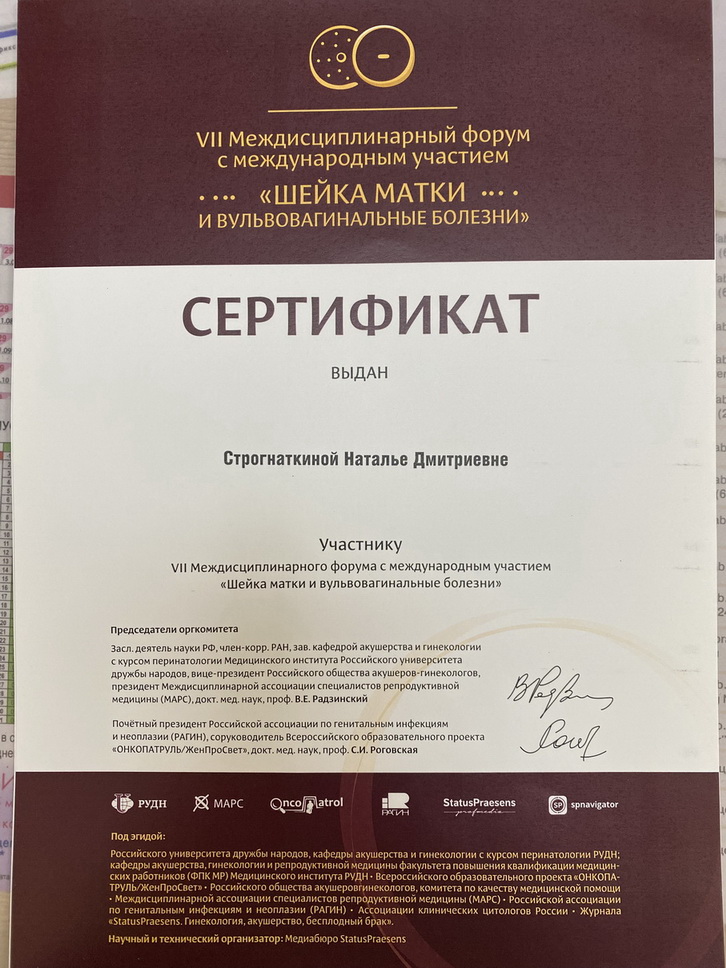 VII Междисциплинарный форум
с международным участием
«ШЕЙКА МАТКИ
И ВУЛЬВОВАГИНАЛЬНЫЕ БОЛЕЗНИ»
СЕРТИФИКАТ
ВЫДАН
Строгнаткиной Наталье Дмитриевне
Участнику
VII Междисциплинарного форума с международным участием
«Шейка матки и вульвовагинальные болезни»
Председатели оргкомитета
Засл. деятель науки РФ, член-корр. РАН, зав. кафедрой акушерства и гинекологии
с курсом перинатологии Медицинского института Российского университета
дружбы народов, вице-президент Российского общества акушеров-гинекологов,
президент Междисциплинарной ассоциации специалистов репродуктивной
медицины (МАРС), докт. мед. наук, проф. В.Е. Радзинский
Почётный президент Российской ассоциации по генитальным инфекциям
и неоплазии (РАГИН), соруководитель Всероссийского образовательного проекта
«ОНКОПАТРУЛЬ/ЖенПроСвет», докт. мед. наук, проф. С.И. Роговская
РУДН МАРС OncoPatrol РАГИН StatusPraesens profmedia SP spnavigator
Под эгидой:
Российского университета дружбы народов, кафедры акушерства и гинекологии с курсом перинатологии РУДН;
кафедры акушерства, гинекологии и репродуктивной медицины факультета повышения квалификации медицин-
ских работников (ФПК МР) Медицинского института РУДН • Всероссийского образовательного проекта «ОНКОПА-
ТРУЛЬ/ЖенПроСвет» • Российского общества акушеровгинекологов, комитета по качеству медицинской помощи
• Междисциплинарной ассоциации специалистов репродуктивной медицины (МАРС) • Российской ассоциации
по генитальным инфекциям и неоплазии (РАГИН) • Ассоциации клинических цитологов России • Журнала
«StatusPraesens. Гинекология, акушерство, бесплодный брак».
Научный и технический организатор: Медиабюро StatusPraesens